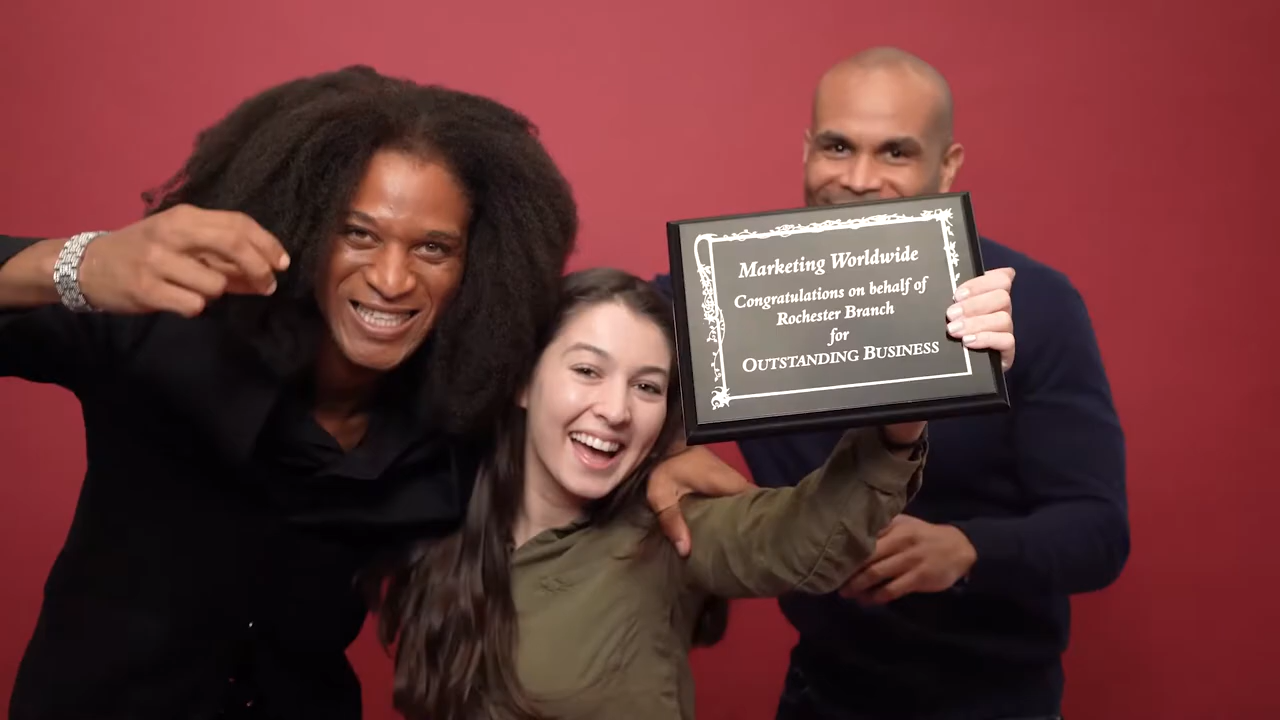 Marketing Worldwide
Congratulations on behalf of
Rochester Branch
for
OUTSTANDING BUSINESS